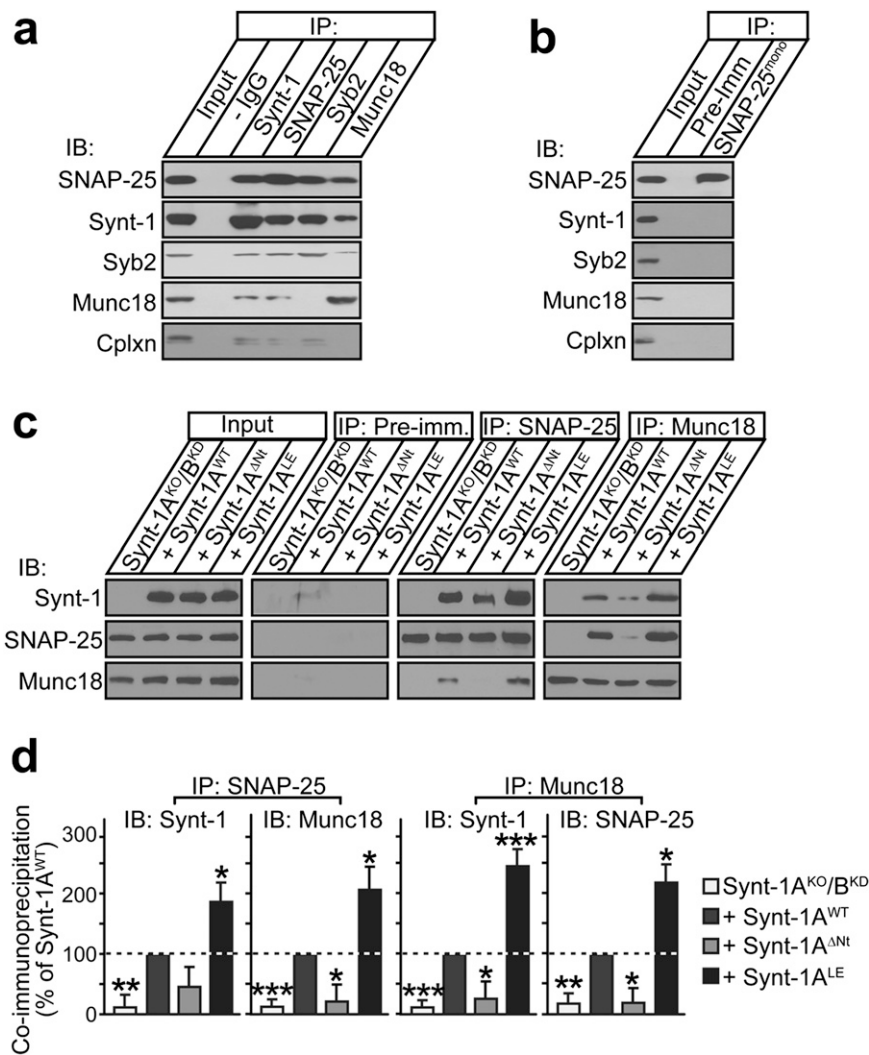 a
IP:
Input
- IgG
Synt-1
SNAP-25
Syb2
Munc18
IB:
SNAP-25
Synt-1
Syb2
Munc18
Cplxn
b
IP:
Input
Pre-Imm
SNAP-25mono
IB:
SNAP-25
Synt-1
Syb2
Munc18
Cplxn
c
Input
IP: Pre-imm.
IP: SNAP-25
IP: Munc18
Synt-1AKO/BKD
+ Synt-1AWT
+ Synt-1AΔNt
+ Synt-1ALE
Synt-1AKO/BKD
+ Synt-1AWT
+ Synt-1AΔNt
+ Synt-1ALE
Synt-1AKO/BKD
+ Synt-1AWT
+ Synt-1AΔNt
+ Synt-1ALE
Synt-1AKO/BKD
+ Synt-1AWT
+ Synt-1AΔNt
+ Synt-1ALE
IB:
Synt-1
SNAP-25
Munc18
d
IP: SNAP-25
IP: Munc18
IB: Synt-1
IB: Munc18
IB: Synt-1
IB: SNAP-25
Co-immunoprecipitation
(% of Synt-1AWT)
300
200
100
0
**
*
***
*
*
***
*
***
**
*
*
Synt-1AKO/BKD
+ Synt-1AWT
+ Synt-1AΔNt
+ Synt-1ALE